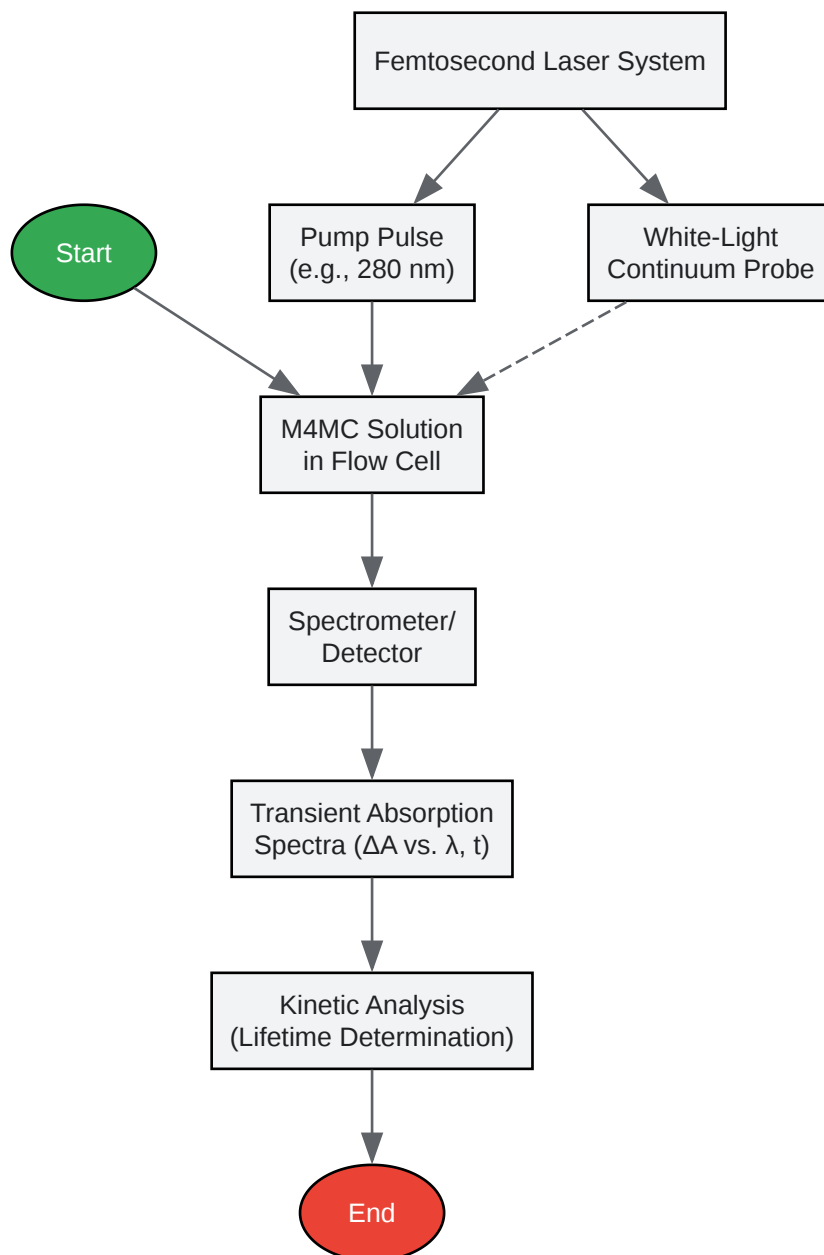 Femtosecond Laser System
Start
Pump Pulse
(e.g., 280 nm)
White-Light
Continuum Probe
M4MC Solution
in Flow Cell
Spectrometer/
Detector
Transient Absorption
Spectra (ΔA vs. λ, t)
Kinetic Analysis
(Lifetime Determination)
End